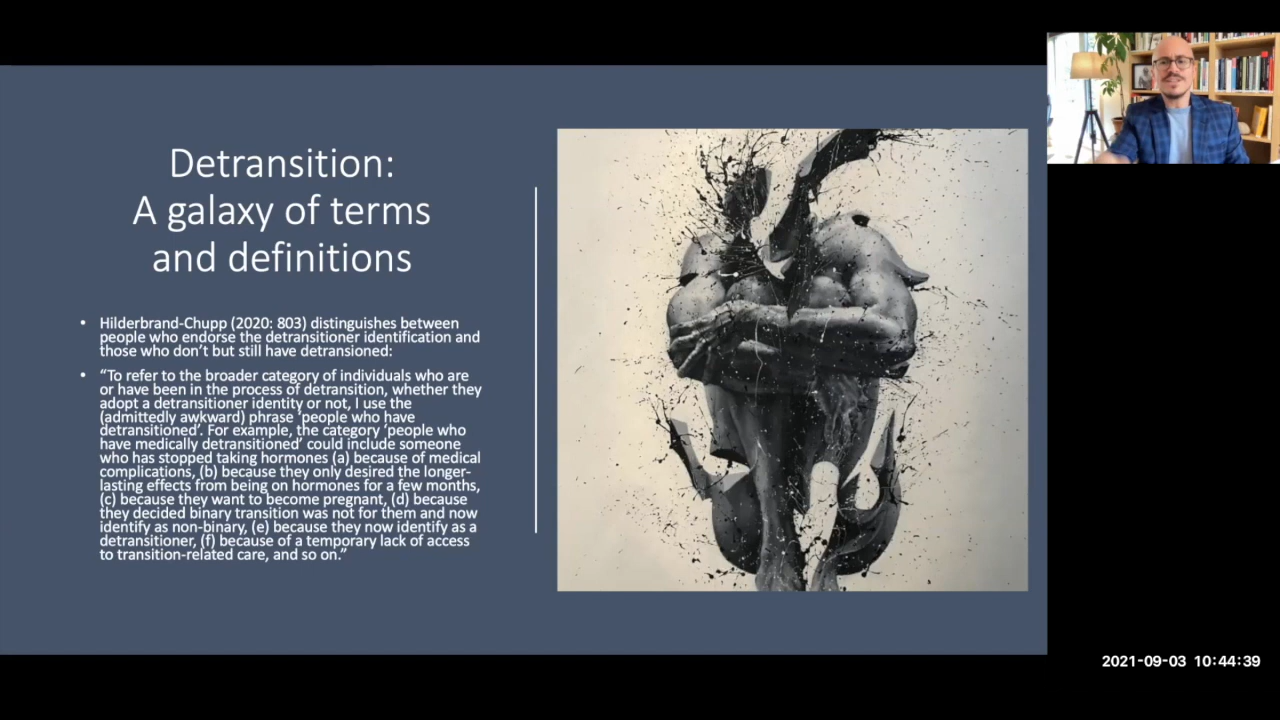 Detransition:
A galaxy of terms
and definitions
• Hilderbrand-Chupp (2020: 803) distinguishes between
people who endorse the detransitioner identification and
those who don't but still have detransioned:
• “To refer to the broader category of individuals who are
or have been in the process of detransition, whether they
adopt a detransitioner identity or not, I use the
(admittedly awkward) phrase ‘people who have
detransitioned’. For example, the category ‘people who
have medically detransitioned’ could include someone
who has stopped taking hormones (a) because of medical
complications, (b) because they only desired the longer-
lasting effects from being on hormones for a few months,
(c) because they want to become pregnant, (d) because
they decided binary transition was not for them and now
identify as non-binary, (e) because they now identify as a
detransitioner, (f) because of a temporary lack of access
to transition-related care, and so on.”
2021-09-03 10:44:39